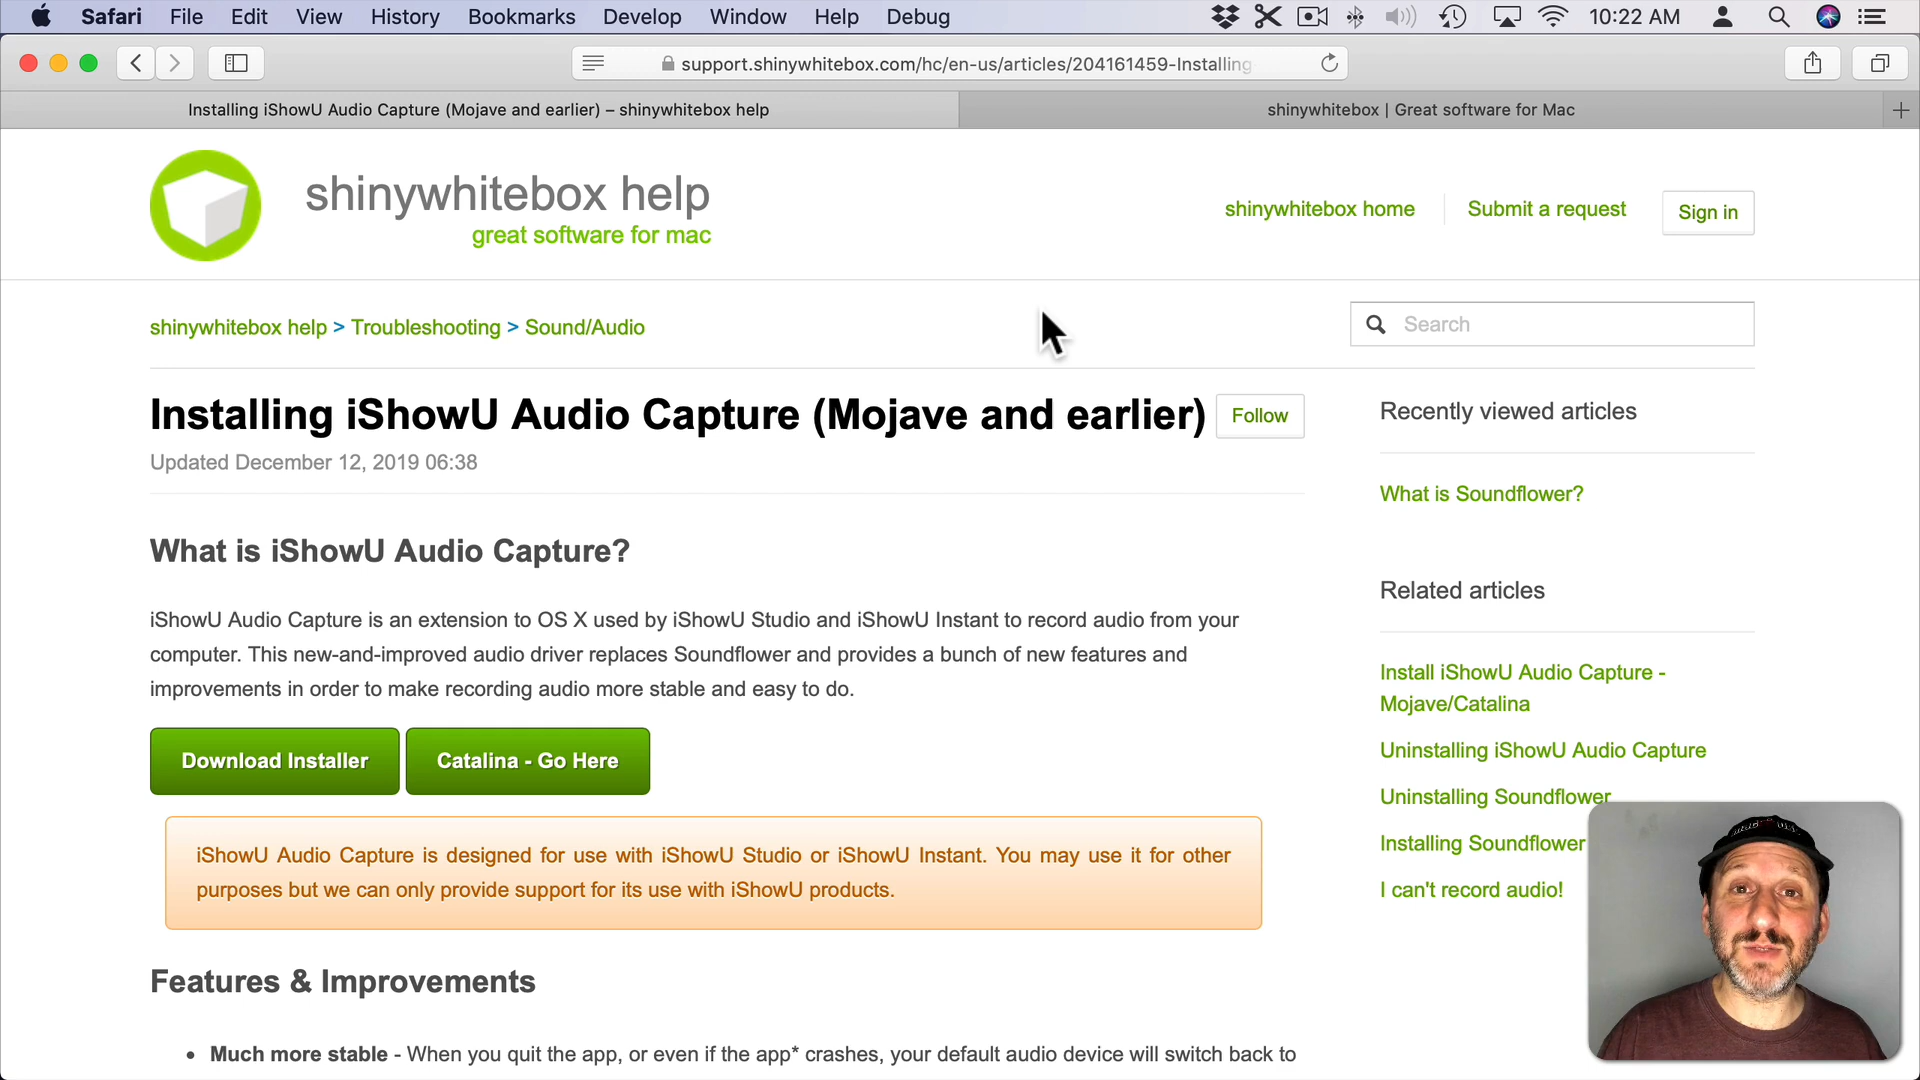 Safari File Edit View History Bookmarks Develop Window Help Debug 10:22 AM
support.shinywhitebox.com/hc/en-us/articles/204161459-Installing
Installing iShowU Audio Capture (Mojave and earlier) – shinywhitebox help
shinywhitebox | Great software for Mac
shinywhitebox help
great software for mac
shinywhitebox home
Submit a request
Sign in
shinywhitebox help > Troubleshooting > Sound/Audio
Search
Installing iShowU Audio Capture (Mojave and earlier)
Follow
Updated December 12, 2019 06:38
What is iShowU Audio Capture?
iShowU Audio Capture is an extension to OS X used by iShowU Studio and iShowU Instant to record audio from your
computer. This new-and-improved audio driver replaces Soundflower and provides a bunch of new features and
improvements in order to make recording audio more stable and easy to do.
Download Installer
Catalina - Go Here
iShowU Audio Capture is designed for use with iShowU Studio or iShowU Instant. You may use it for other
purposes but we can only provide support for its use with iShowU products.
Features & Improvements
• Much more stable - When you quit the app, or even if the app* crashes, your default audio device will switch back to
Recently viewed articles
What is Soundflower?
Related articles
Install iShowU Audio Capture -
Mojave/Catalina
Uninstalling iShowU Audio Capture
Uninstalling Soundflower
Installing Soundflower
I can't record audio!